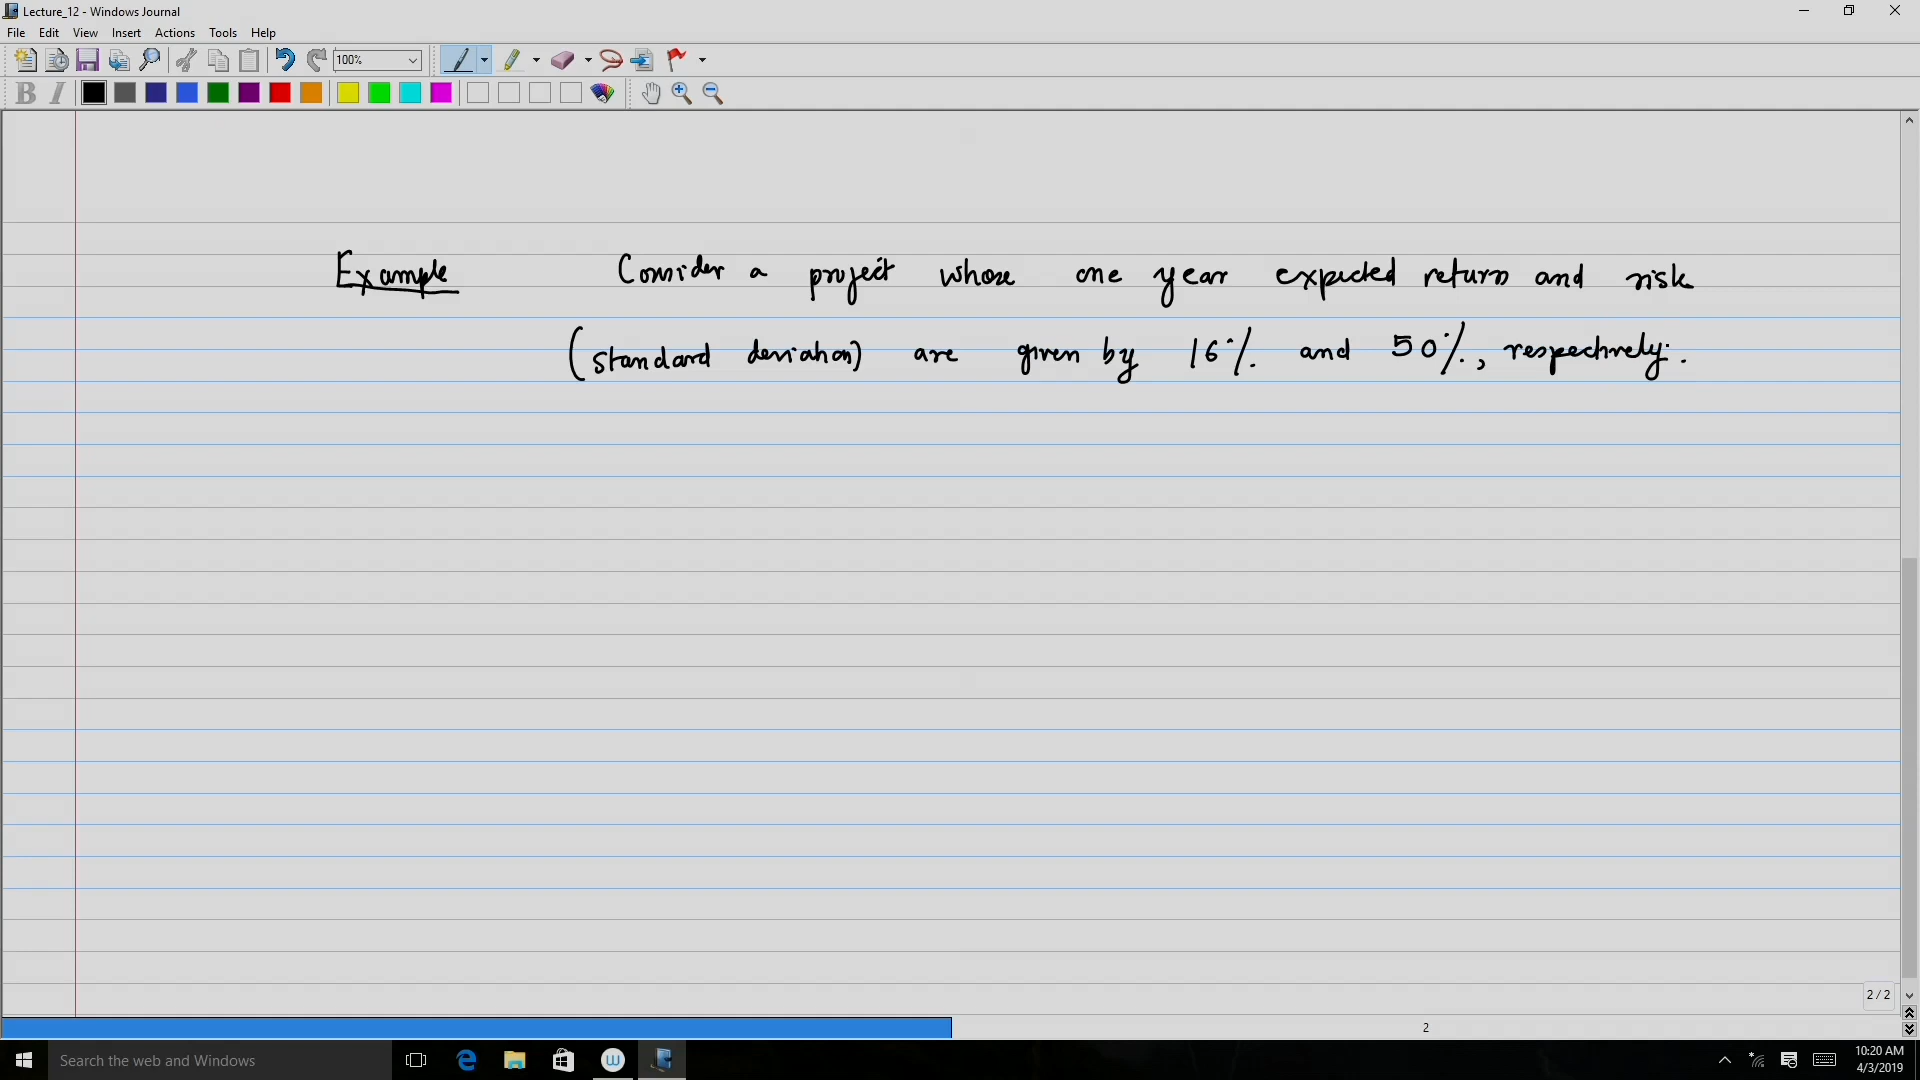 Lecture_12 - Windows Journal
File Edit View Insert Actions Tools Help
100%
B I
Example Consider a project whose one year expected return and risk
(standard deviation) are given by 16% and 50%, respectively.
2 / 2
2
Search the web and Windows
10:20 AM
4/3/2019